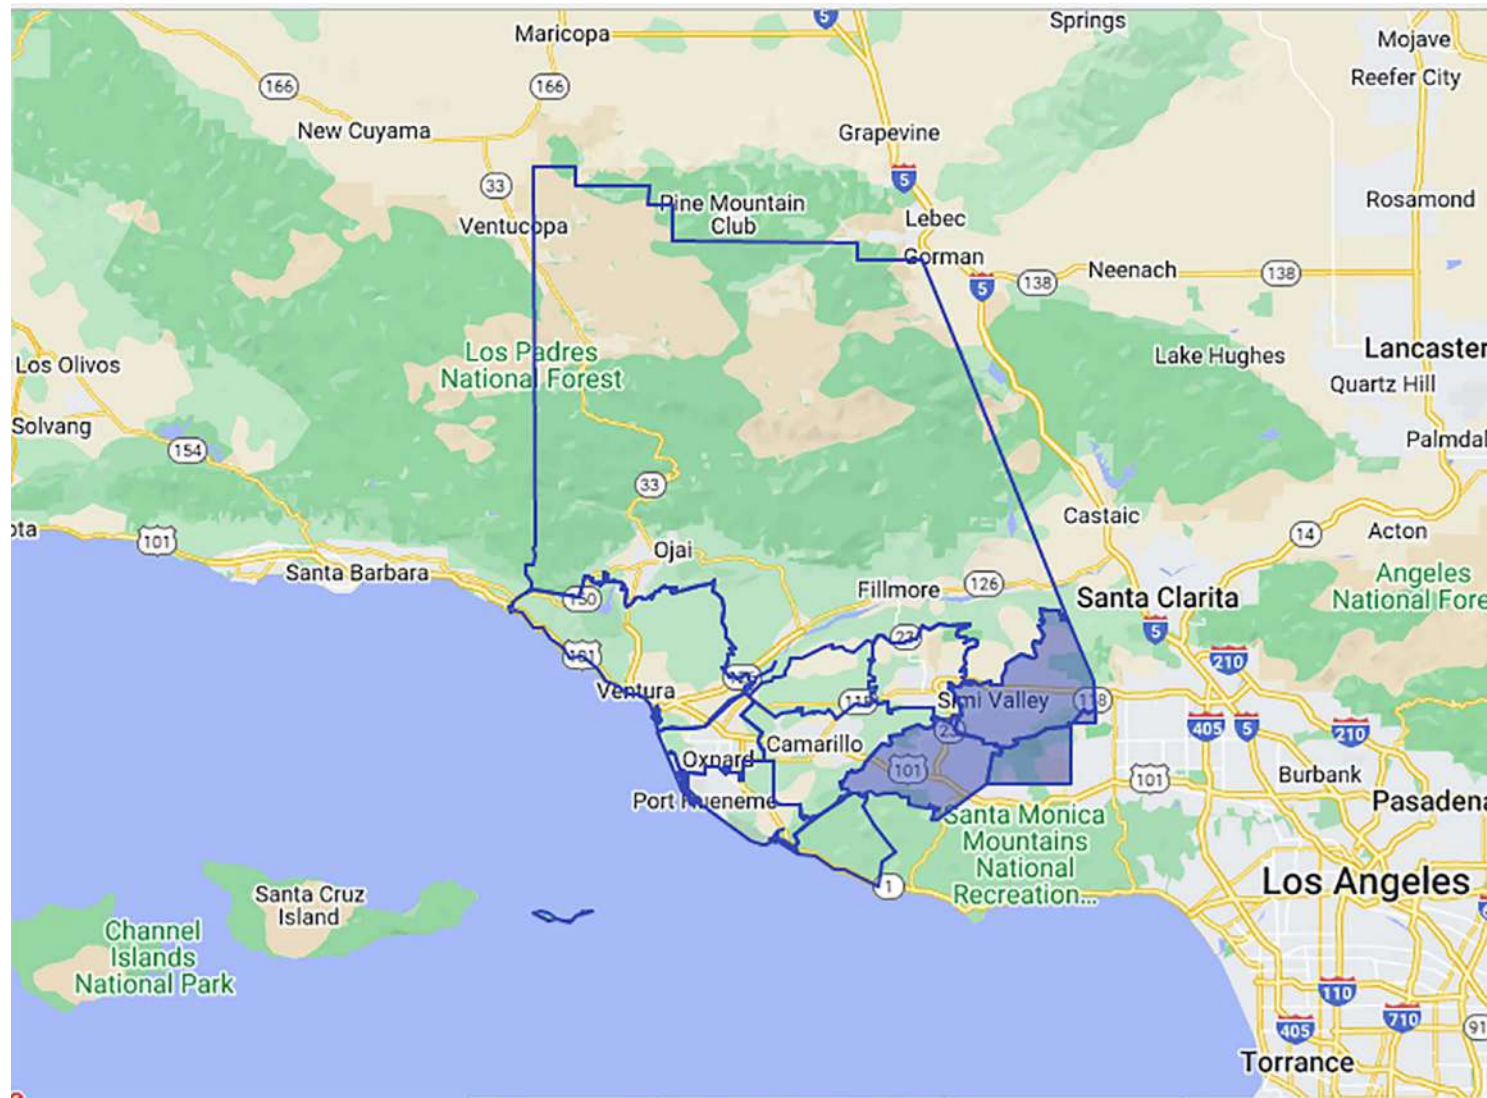 5
Springs
Maricopa
Mojave
Reefer City
166
166
New Cuyama
Grapevine
5
33
Pine Mountain
Club
Rosamond
Ventucopa
Lebec
Gorman
Neenach
138
138
5
Los Padres
National Forest
Lake Hughes
Lancaster
Los Olivos
Quartz Hill
Solvang
154
Palmdal
33
Castaic
ota
101
14
Acton
Ojai
Santa Barbara
Angeles
National Fore
Fillmore
126
Santa Clarita
150
5
23
101
210
126
Ventura
118
Simi Valley
118
405
5
210
23
Camarillo
Oxnard
101
101
Burbank
Port Hueneme
Pasadena
Santa Monica
Mountains
National
Recreation...
1
Los Angeles
Santa Cruz
Island
Channel
Islands
National Park
110
405
710
91
Torrance